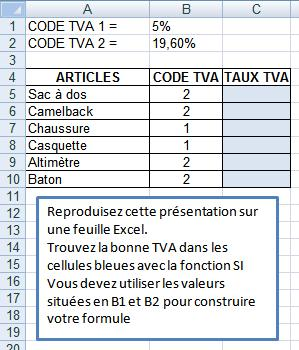 A B C
1 CODE TVA 1 = 5%
2 CODE TVA 2 = 19,60%
3
4 ARTICLES CODE TVA TAUX TVA
5 Sac à dos 2
6 Camelback 2
7 Chaussure 1
8 Casquette 1
9 Altimètre 2
10 Baton 2
11
12 Reproduisez cette présentation sur
13 une feuille Excel.
14 Trouvez la bonne TVA dans les
15 cellules bleues avec la fonction SI
16 Vous devez utiliser les valeurs
17 situées en B1 et B2 pour construire
18 votre formule
19
20